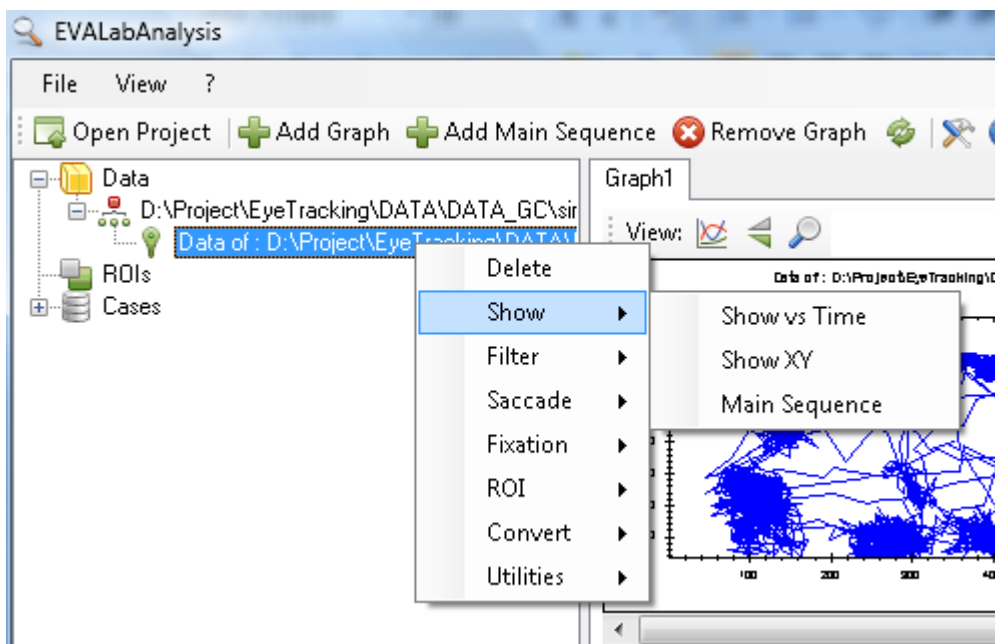 EVALabAnalysis
File View ?
Open Project Add Graph Add Main Sequence Remove Graph
Data
D:\Project\EyeTracking\DATA\DATA_GC\sir
Data of : D:\Project\EyeTracking\DATA\
ROIs
Cases
Delete
Show
Filter
Saccade
Fixation
ROI
Convert
Utilities
Show vs Time
Show XY
Main Sequence
Graph1
View:
Data of : D:\Project\EyeTracking\D
100 200 300 40